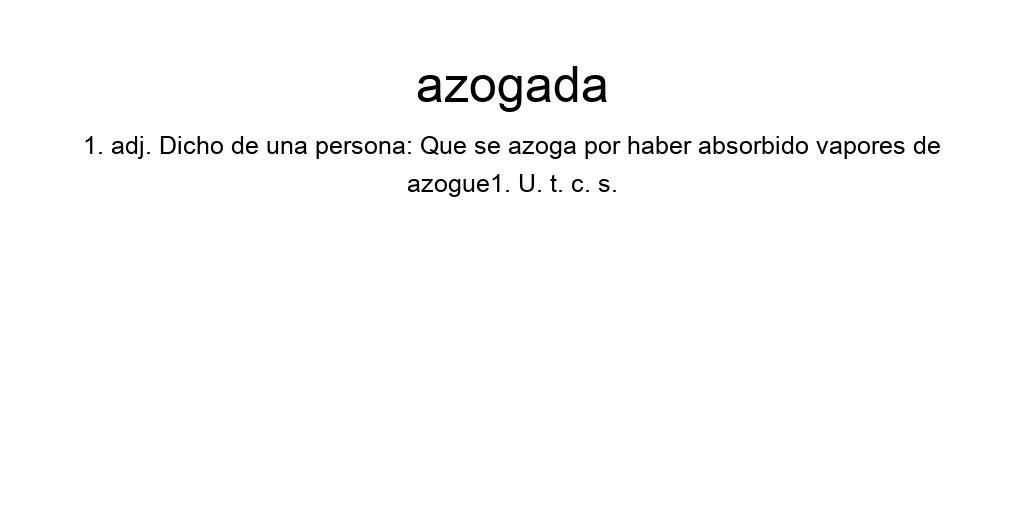 azogada
1. adj. Dicho de una persona: Que se azoga por haber absorbido vapores de
azogue1. U. t. c. s.